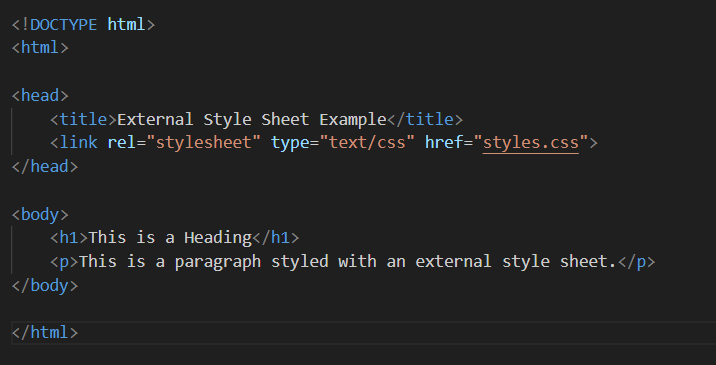 <!DOCTYPE html>
<html>
<head>
<title>External Style Sheet Example</title>
<link rel="stylesheet" type="text/css" href="styles.css">
</head>
<body>
<h1>This is a Heading</h1>
<p>This is a paragraph styled with an external style sheet.</p>
</body>
</html>